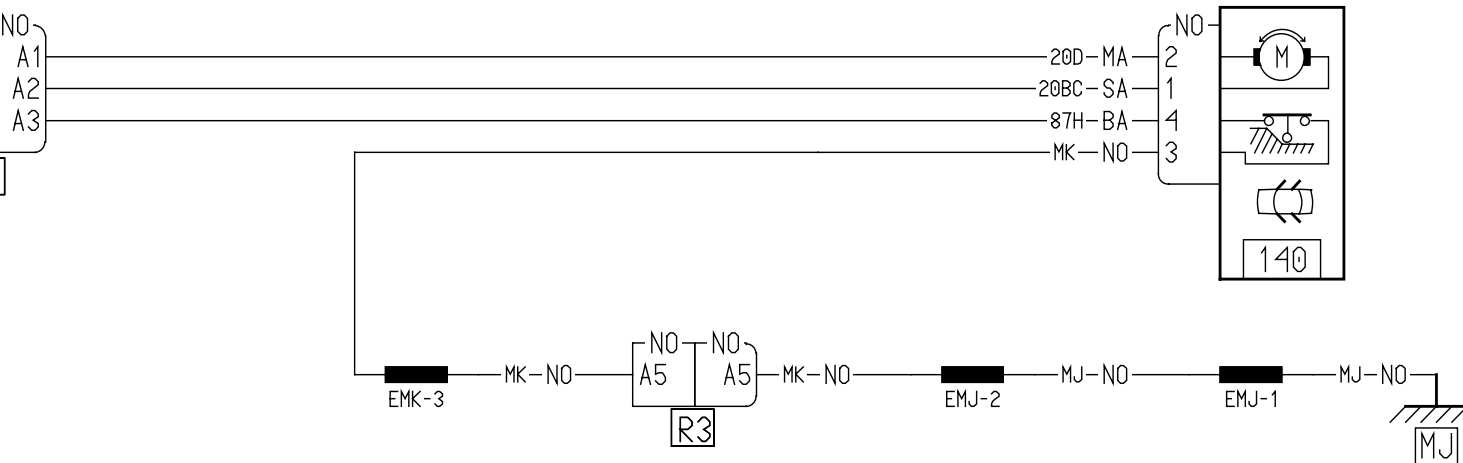 NO NO
A1 20D MA 2 M
A2 20BC SA 1
A3 87H BA 4
MK NO 3
140
NO NO
MK NO A5 A5 MK NO MJ NO MJ NO
EMK-3 EMJ-2 EMJ-1
R3 MJ